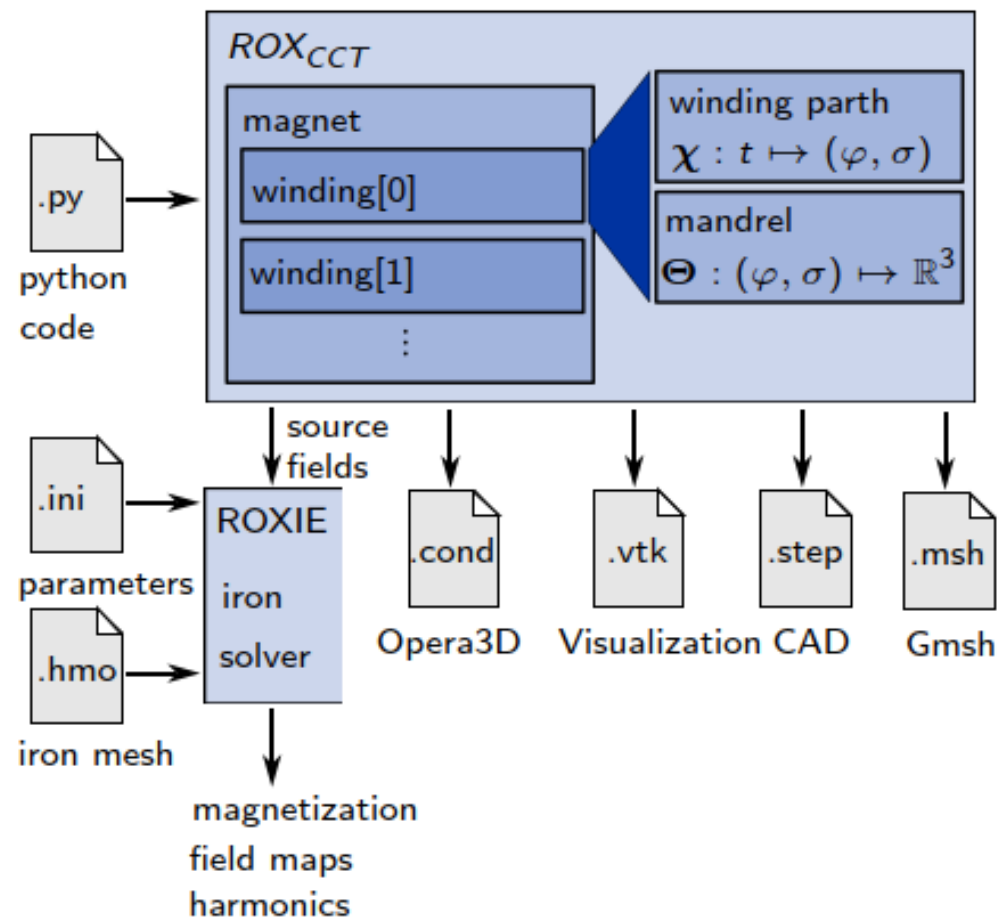 ROX_CCT
magnet
winding[0]
winding[1]
⋮
winding parth
χ : t ↦ (φ, σ)
mandrel
Θ : (φ, σ) ↦ ℝ³
.py
python
code
source
fields
.ini
parameters
.hmo
iron mesh
ROXIE
iron
solver
.cond
Opera3D
.vtk
Visualization
.step
CAD
.msh
Gmsh
magnetization
field maps
harmonics